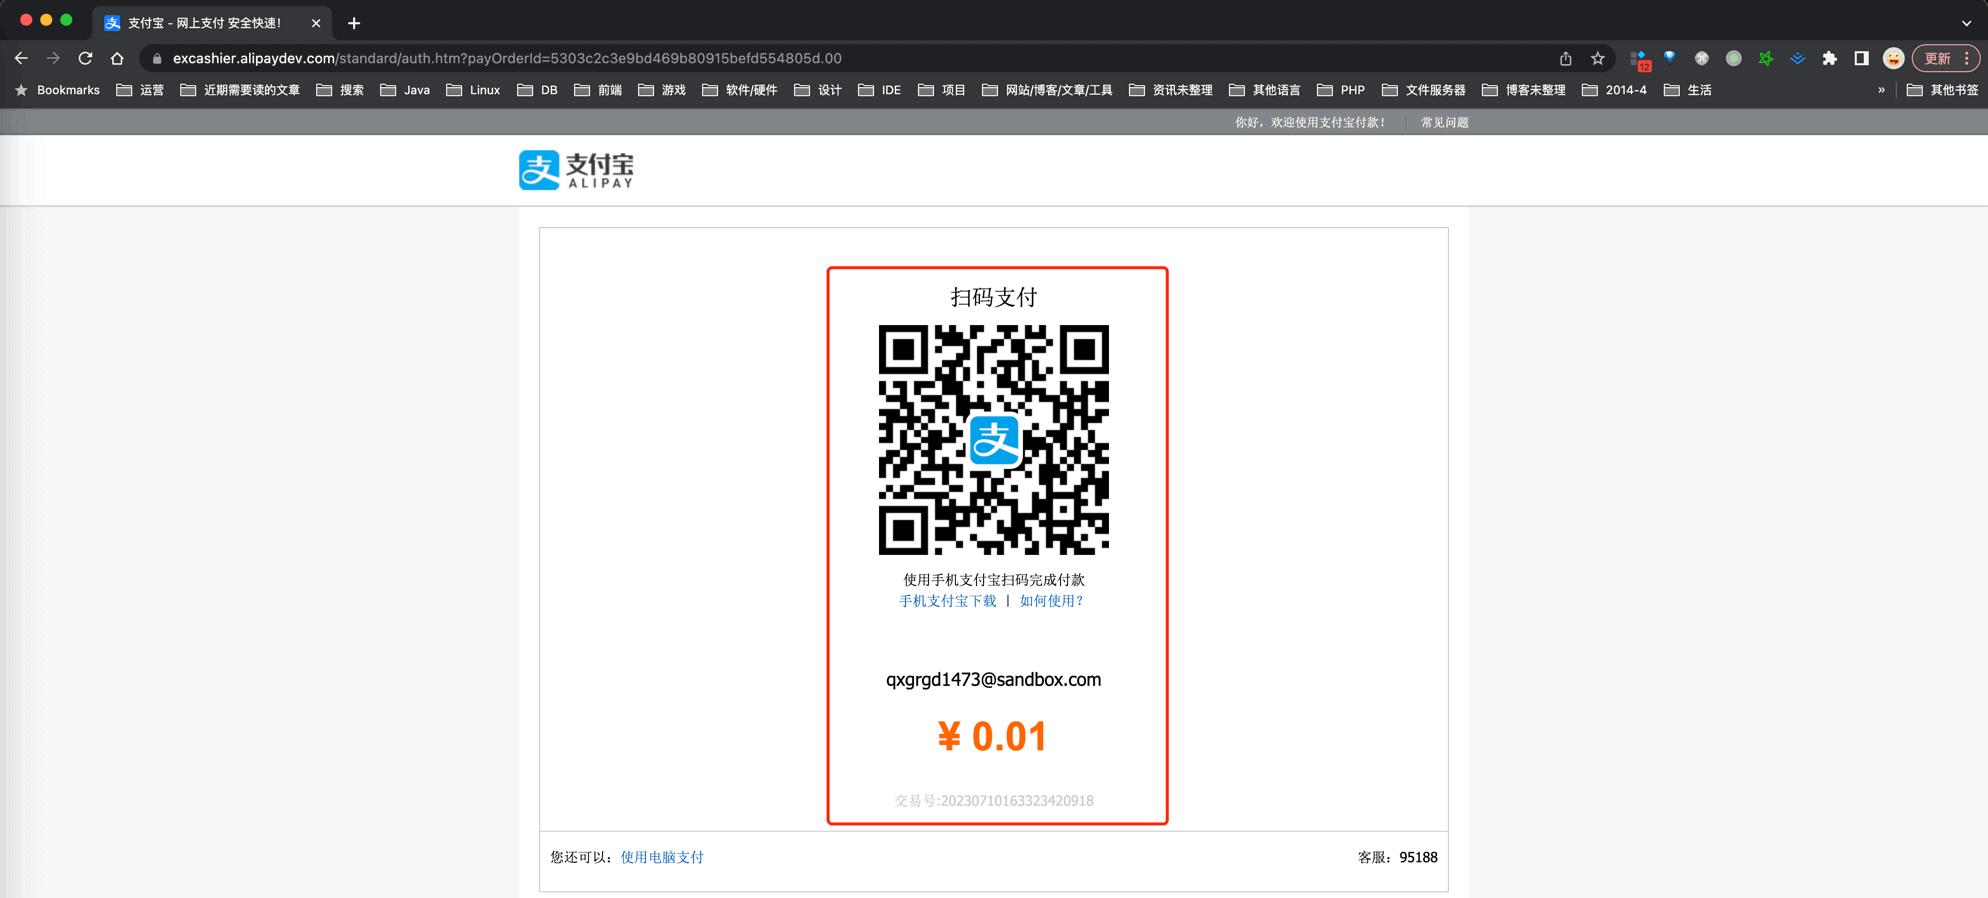 支付宝 - 网上支付 安全快速！
excashier.alipaydev.com/standard/auth.htm?payOrderId=5303c2c3e9bd469b80915befd554805d.00
12
更新
Bookmarks 运营 近期需要读的文章 搜索 Java Linux DB 前端 游戏 软件/硬件 设计 IDE 项目 网站/博客/文章/工具 资讯未整理 其他语言 PHP 文件服务器 博客未整理 2014-4 生活 » 其他书签
你好，欢迎使用支付宝付款！ 常见问题
支 支付宝
ALIPAY
扫码支付
支
使用手机支付宝扫码完成付款
手机支付宝下载 | 如何使用？
qxgrgd1473@sandbox.com
¥ 0.01
交易号:20230710163323420918
您还可以：使用电脑支付
客服：95188